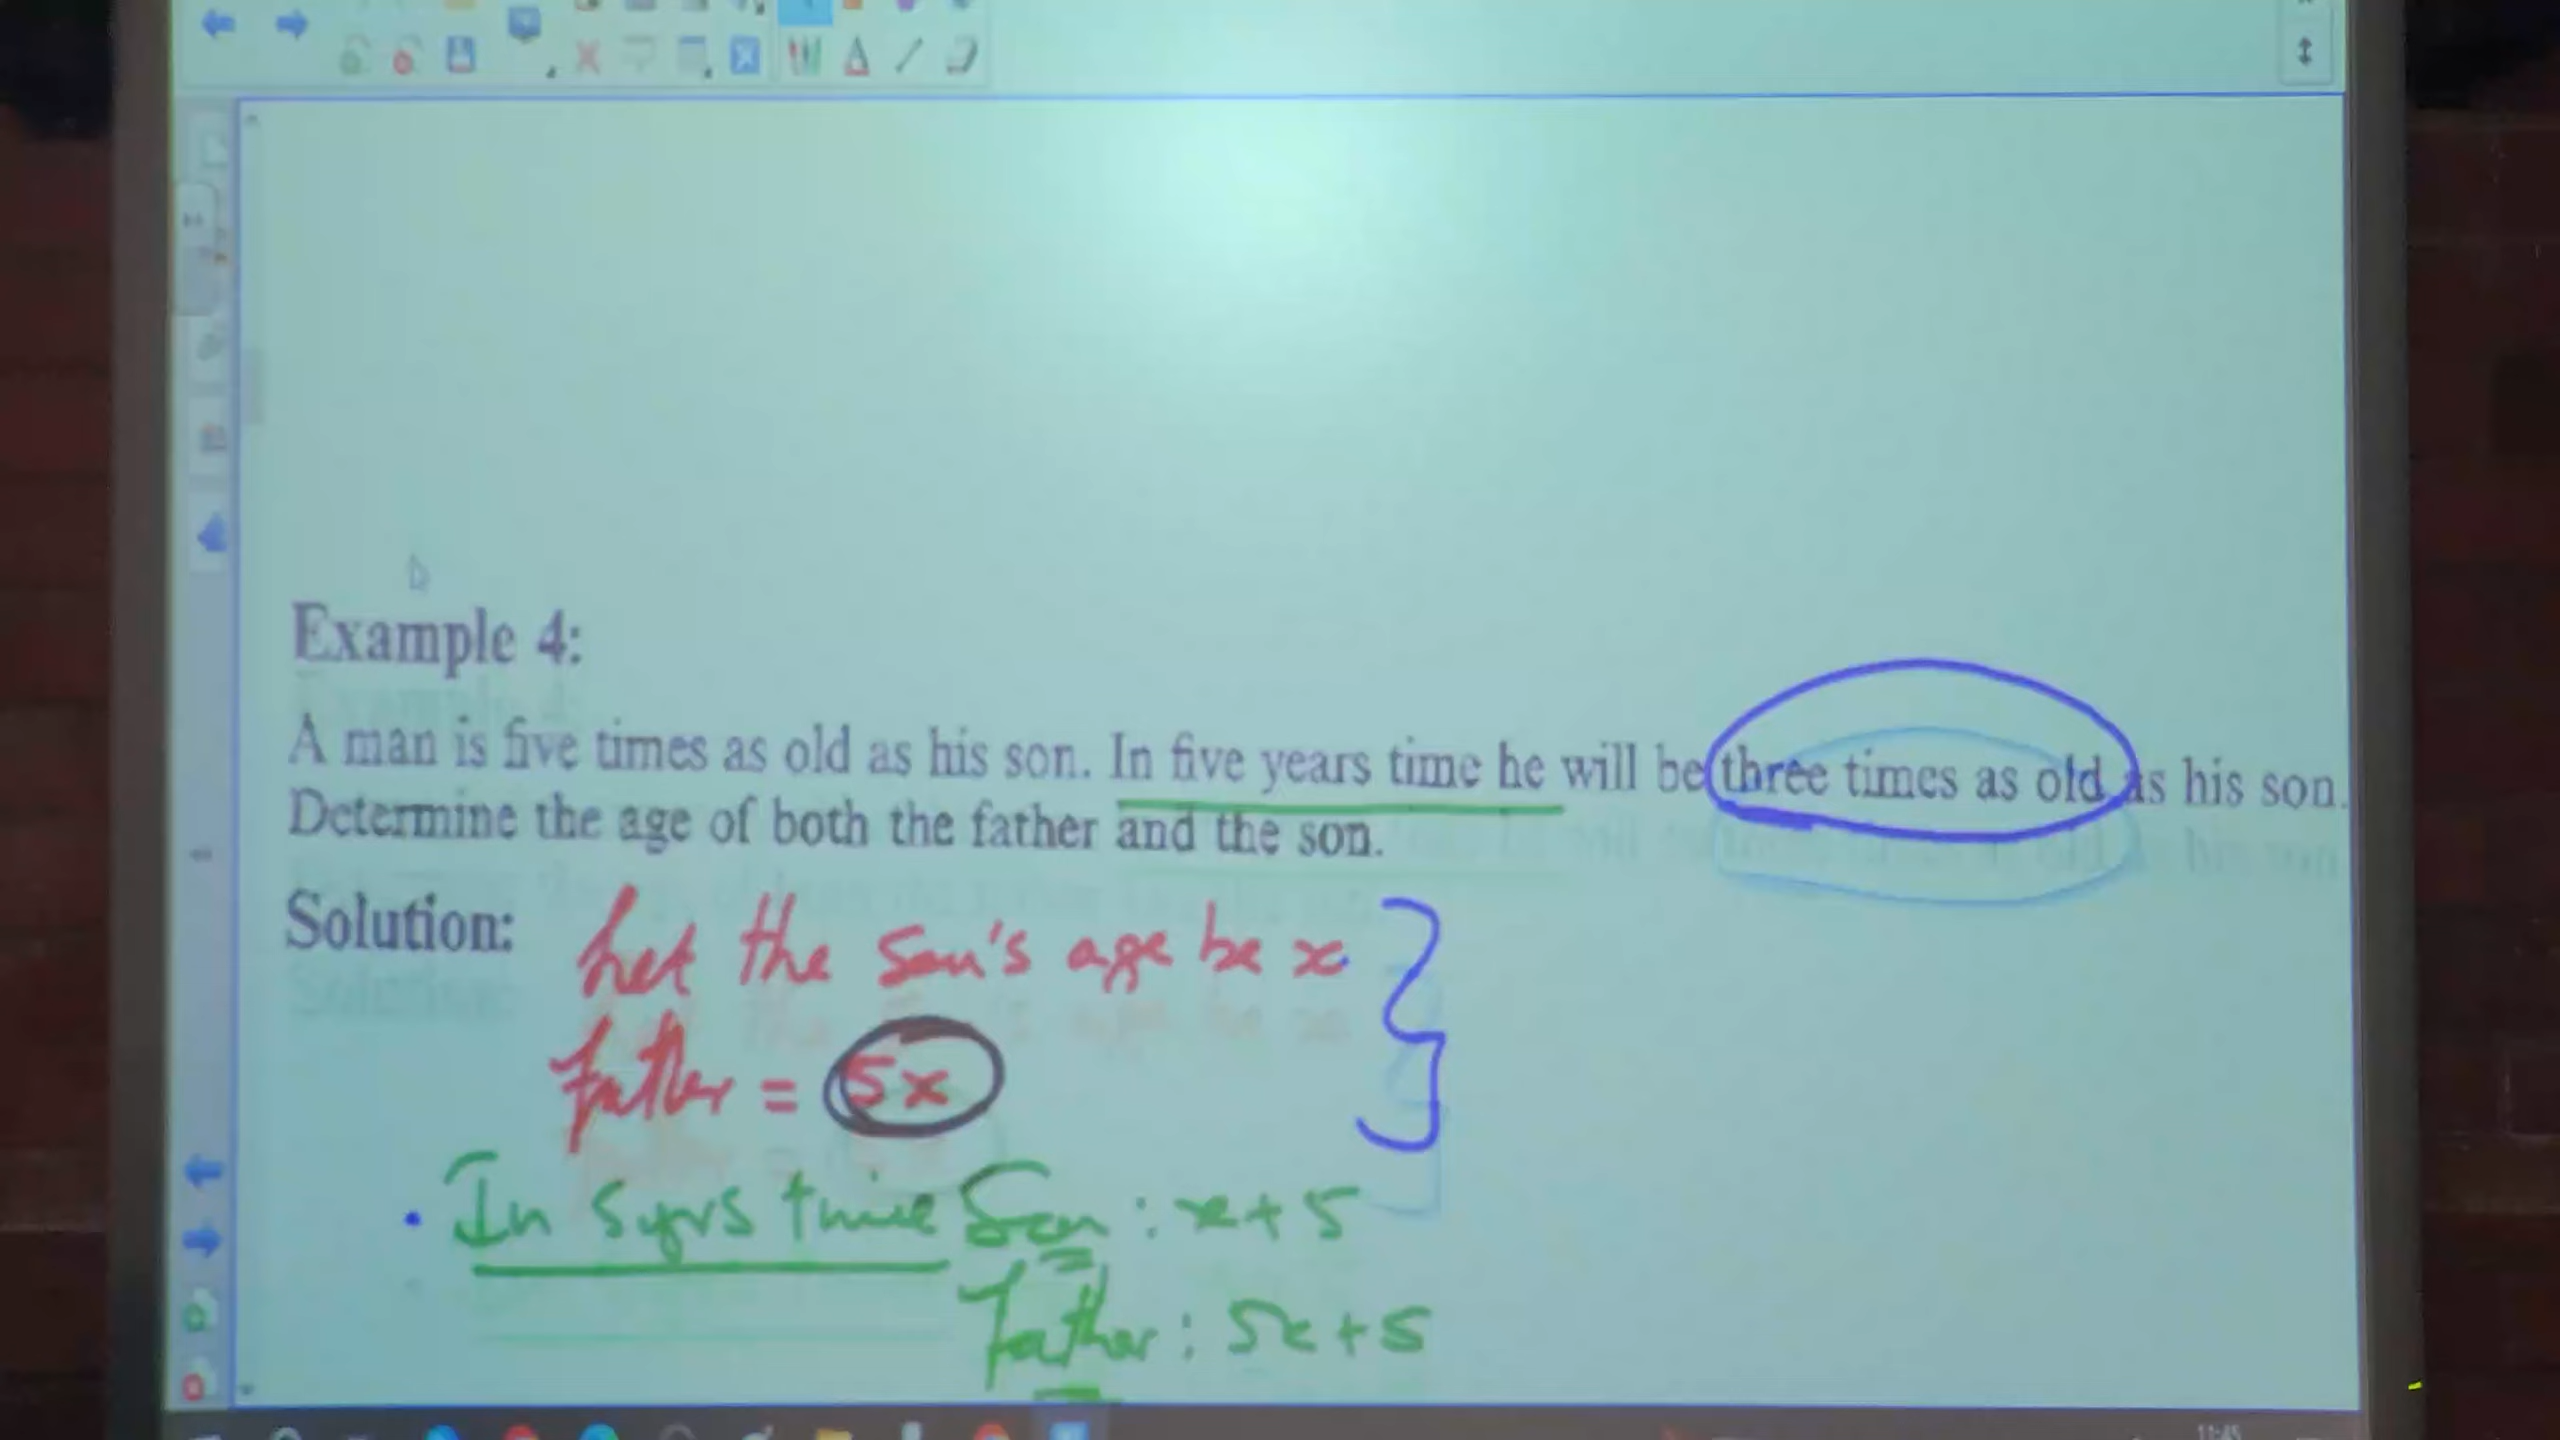 Example 4:
A man is five times as old as his son. In five years time he will be three times as old as his son.
Determine the age of both the father and the son.
Solution:
Let the son's age be x
Father = 5x
In 5yrs time Son : x + 5
Father : 5x + 5
11:45